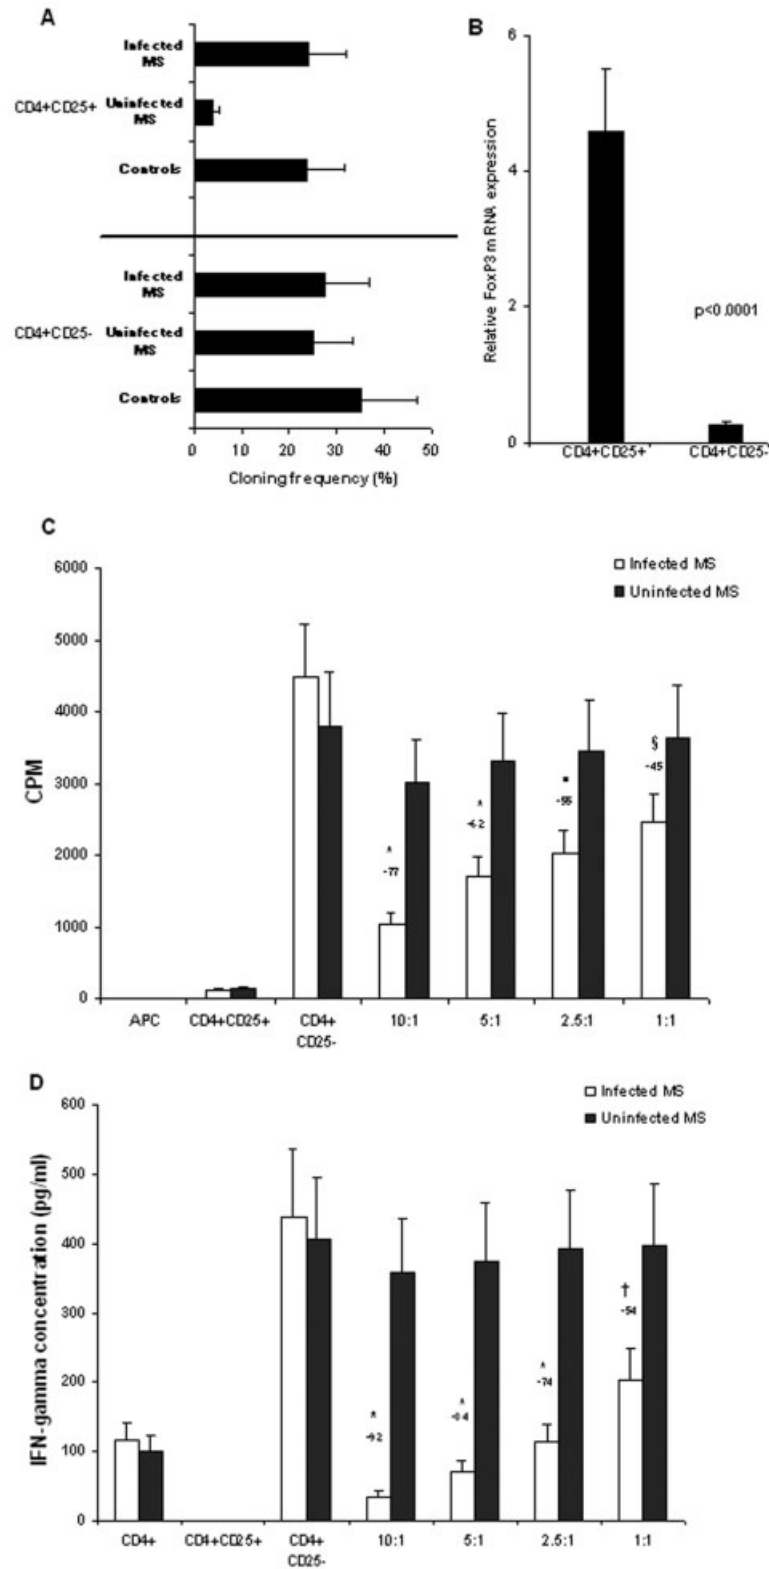 A
Infected
MS
CD4+CD25+
Uninfected
MS
Controls
Infected
MS
CD4+CD25-
Uninfected
MS
Controls
0 10 20 30 40 50
Cloning frequency (%)
B
Relative FoxP3 mRNA expression
6
4
2
0
p<0.0001
CD4+CD25+ CD4+CD25-
C
CPM
6000
5000
4000
3000
2000
1000
0
Infected MS
Uninfected MS
*
-77
*
-62
-55
§
-45
APC CD4+CD25+ CD4+ 10:1 5:1 2.5:1 1:1
CD25-
D
IFN-gamma concentration (pg/ml)
600
500
400
300
200
100
0
Infected MS
Uninfected MS
*
-92
*
-84
*
-74
†
-54
CD4+ CD4+CD25+ CD4+ 10:1 5:1 2.5:1 1:1
CD25-